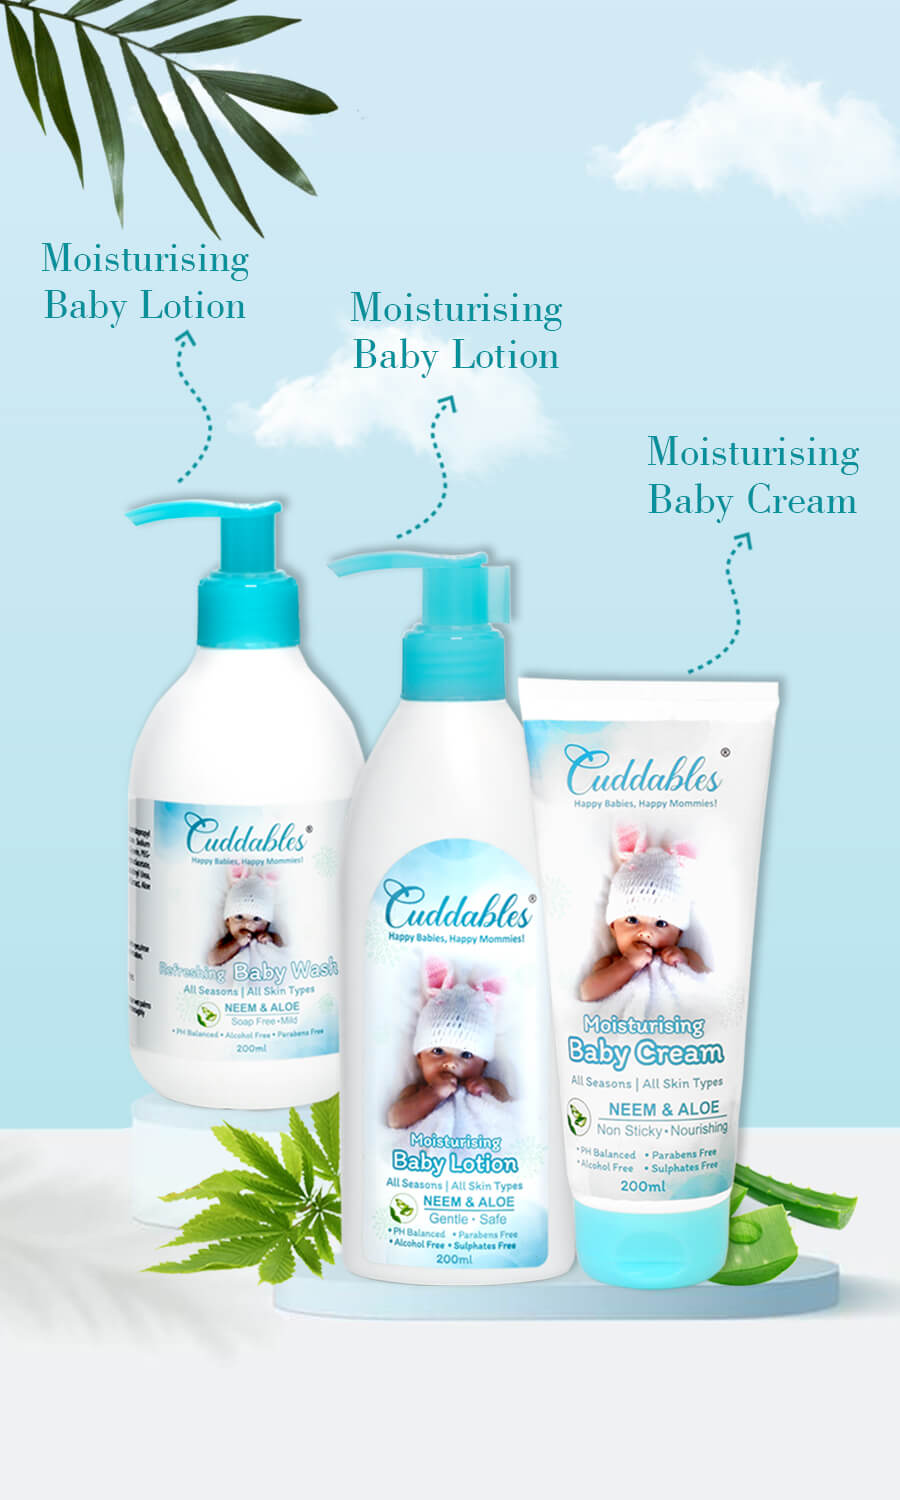 Moisturising
Baby Lotion
Moisturising
Baby Lotion
Moisturising
Baby Cream
Cuddables®
Happy Babies, Happy Mommies!
Refreshing Baby Wash
All Seasons | All Skin Types
NEEM & ALOE
Soap Free • Mild
• PH Balanced • Alcohol Free • Parabens Free
200ml
Cuddables®
Happy Babies, Happy Mommies!
Moisturising
Baby Lotion
All Seasons | All Skin Types
NEEM & ALOE
Gentle • Safe
• PH Balanced • Parabens Free
• Alcohol Free • Sulphates Free
200ml
Cuddables®
Happy Babies, Happy Mommies!
Moisturising
Baby Cream
All Seasons | All Skin Types
NEEM & ALOE
Non Sticky • Nourishing
• PH Balanced • Parabens Free
• Alcohol Free • Sulphates Free
200ml